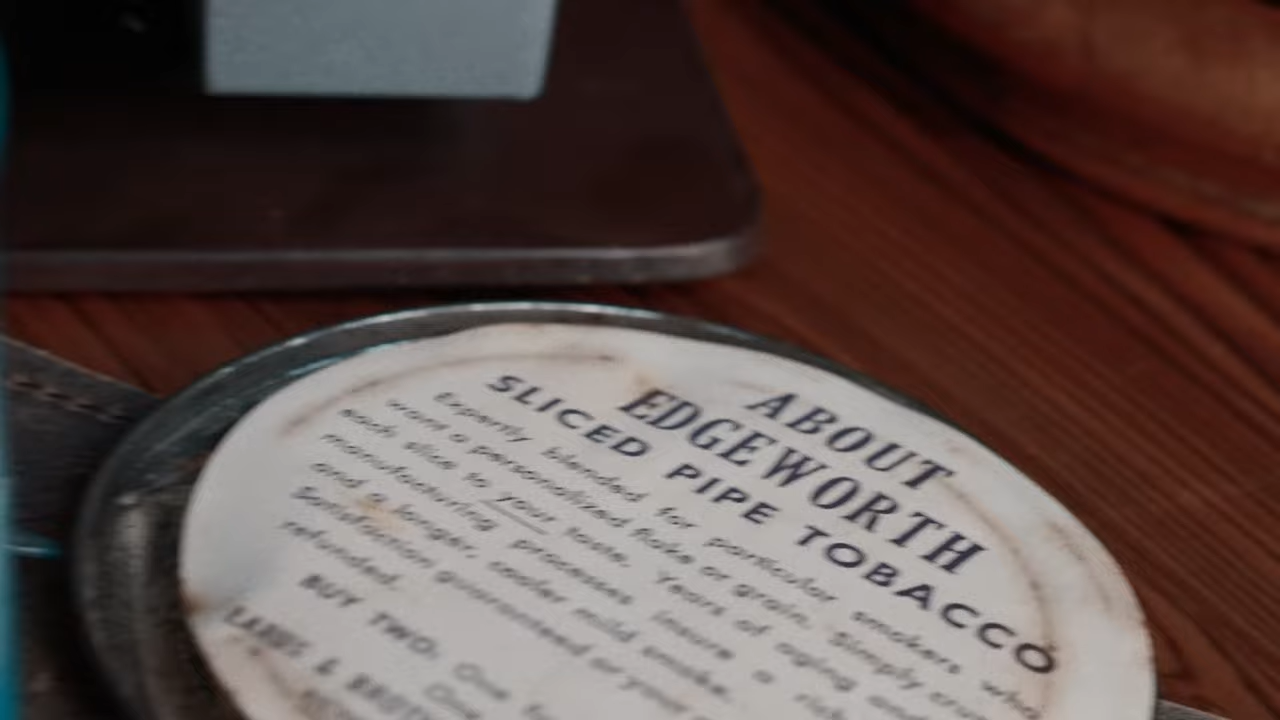 ABOUT
EDGEWORTH
SLICED PIPE TOBACCO
Expertly blended for particular smokers who
want a personalized flake or grain. Simply
each slice to your taste. Years of aging and
manufacturing processes insure a
and a longer, cooler mild smoke.
Satisfaction guaranteed or your
refunded.
BUY TWO: One
LARUS &